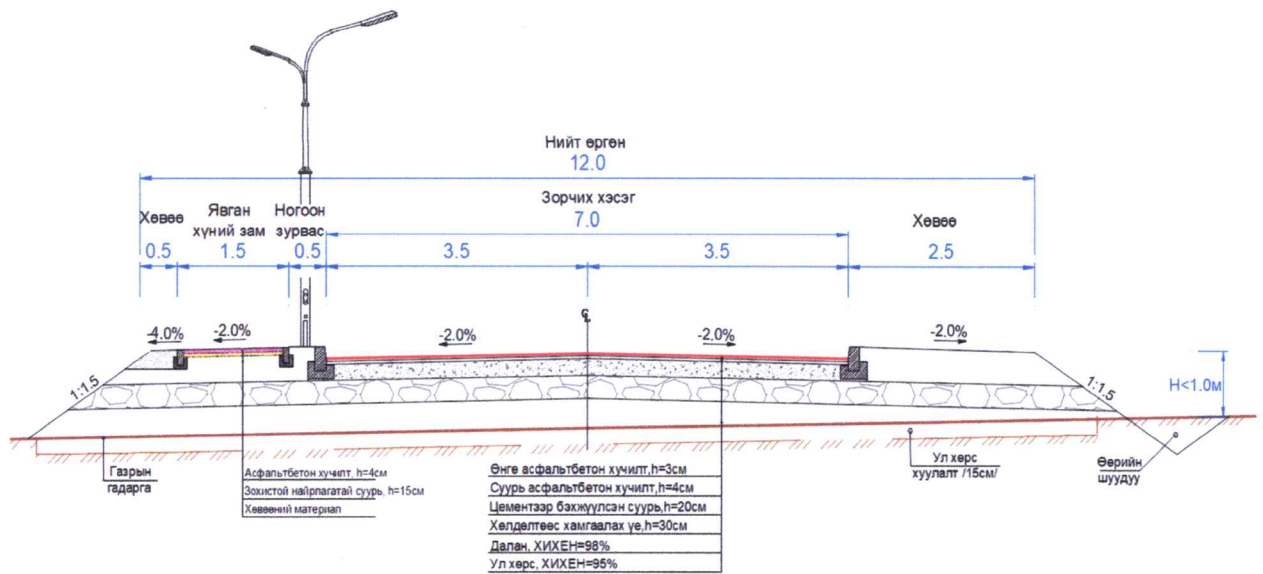 Нийт өргөн
12.0
Зорчих хэсэг
7.0
Хөвөө
Явган
хүний зам
Ногоон
зурвас
Хөвөө
0.5
1.5
0.5
3.5
3.5
2.5
-4.0%
-2.0%
-2.0%
-2.0%
-2.0%
1:1.5
1:1.5
H<1.0м
Газрын
гадарга
Асфальтбетон хучилт, h=4см
Зохистой найрлагатай суурь, h=15см
Хөвөөний материал
Өнгө асфальтбетон хучилт,h=3см
Суурь асфальтбетон хучилт,h=4см
Цементээр бэхжүүлсэн суурь,h=20см
Хөлдөлтөөс хамгаалах үе,h=30см
Далан, ХИХЕН=98%
Ул хөрс, ХИХЕН=95%
Ул хөрс
хуулалт /15см/
Өөрийн
шуудуу